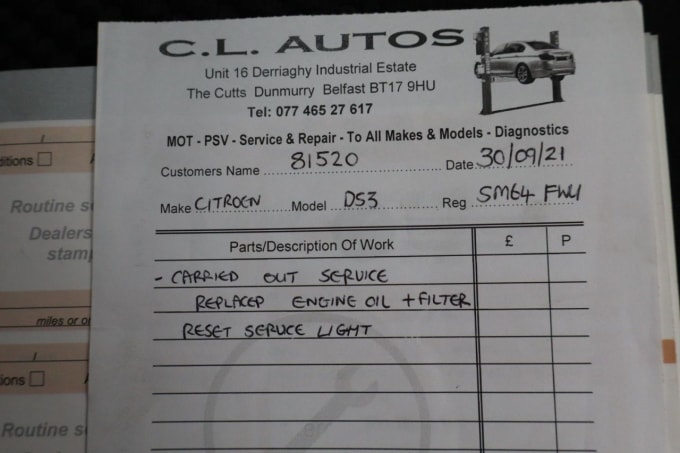 C.L. AUTOS
Unit 16 Derriaghy Industrial Estate
The Cutts Dunmurry Belfast BT17 9HU
Tel: 077 465 27 617
MOT - PSV - Service & Repair - To All Makes & Models - Diagnostics
Customers Name 81520 Date 30/09/21
Make CITROEN Model DS3 Reg SM64 FWU
Parts/Description Of Work £ P
- CARRIED OUT SERVICE
REPLACED ENGINE OIL + FILTER
RESET SERVICE LIGHT
Routine
Dealers
miles or
Routine